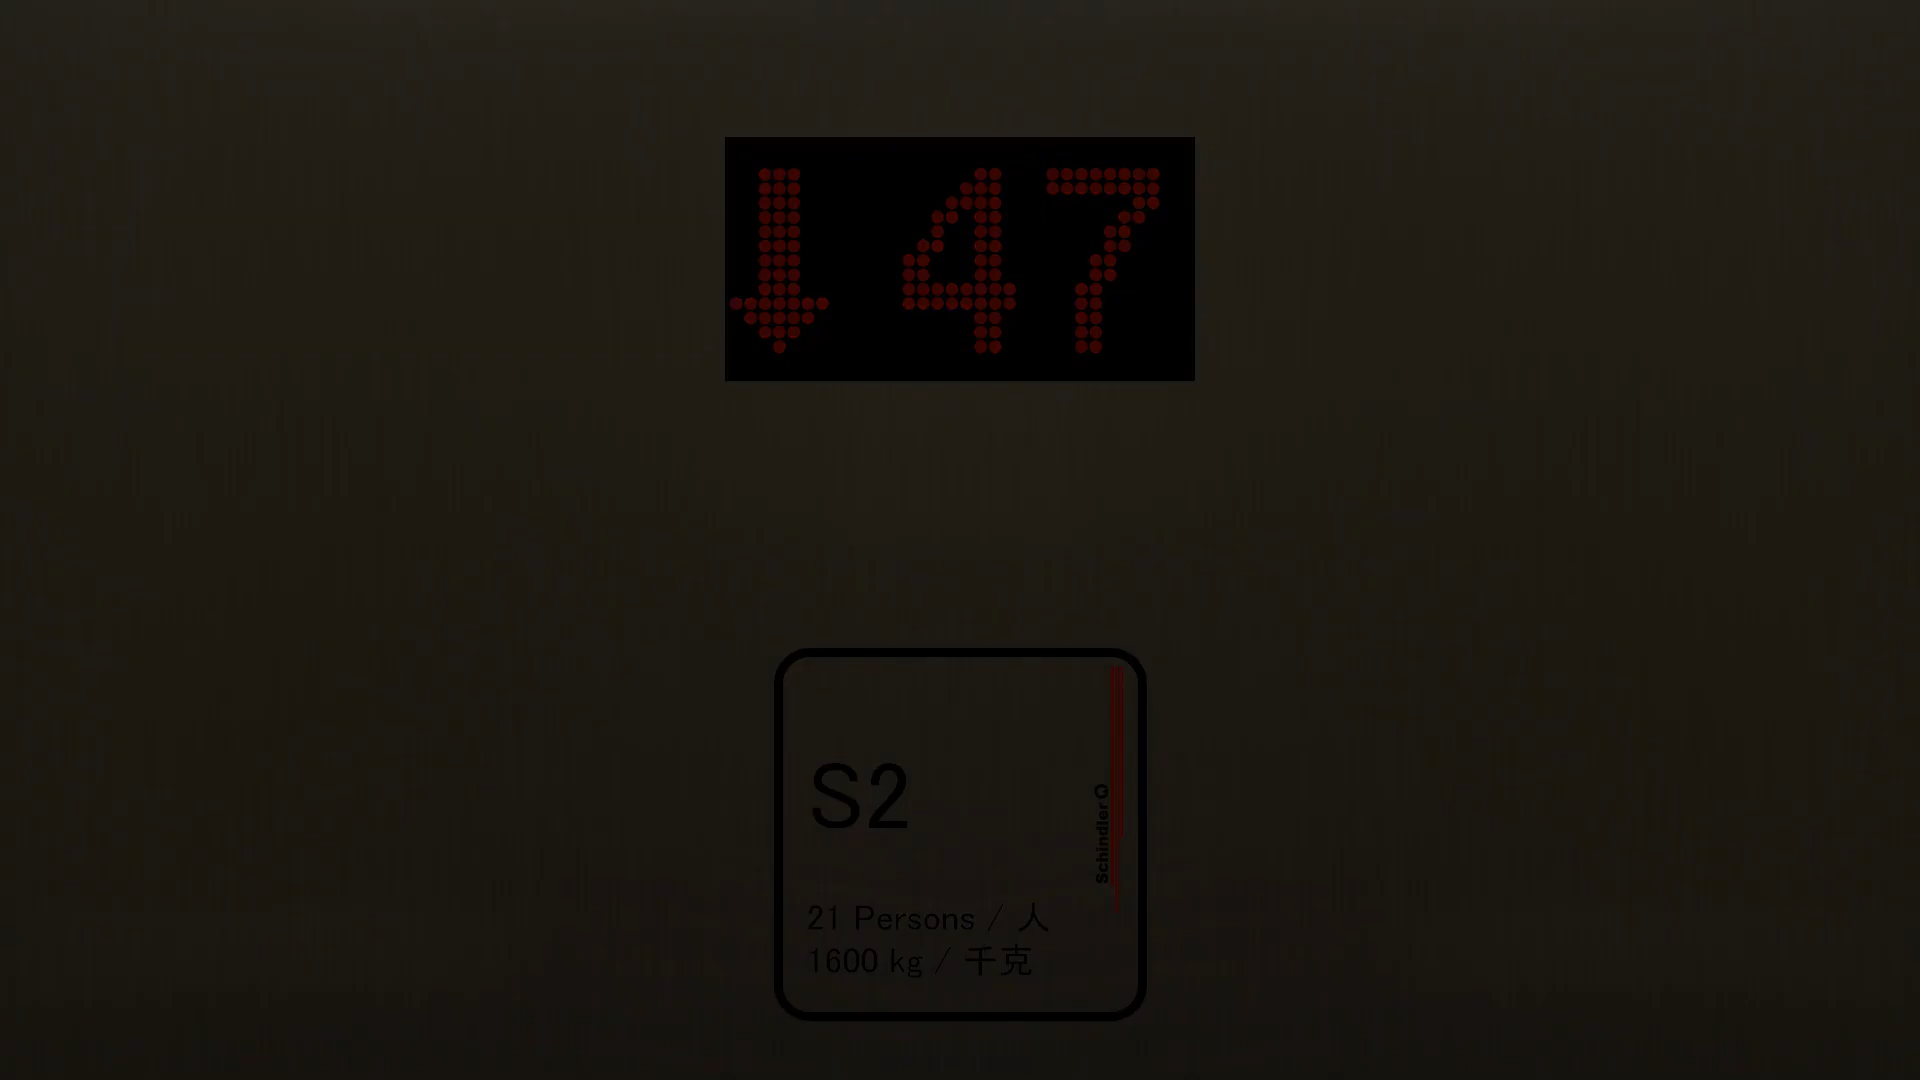 ↓ 47
S2
Schindler
21 Persons / 人
1600 kg / 千克